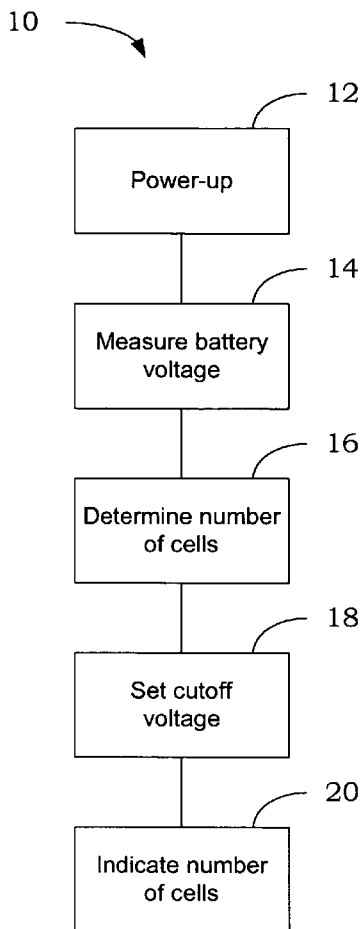 10
12
Power-up
14
Measure battery
voltage
16
Determine number
of cells
18
Set cutoff
voltage
20
Indicate number
of cells